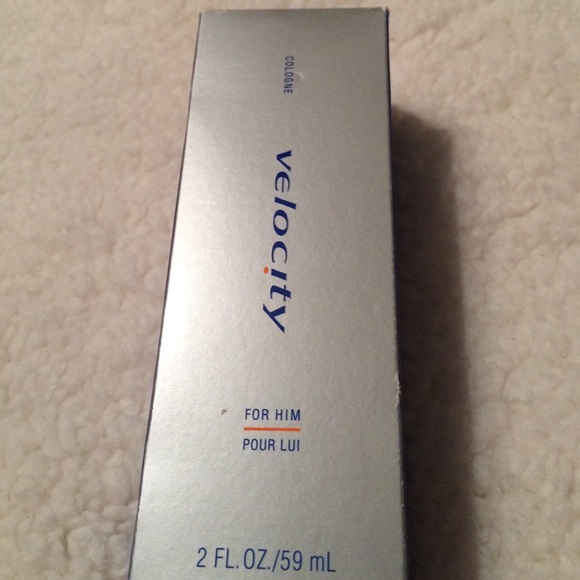 COLOGNE
velocity
FOR HIM
POUR LUI
2 FL.OZ./59 mL